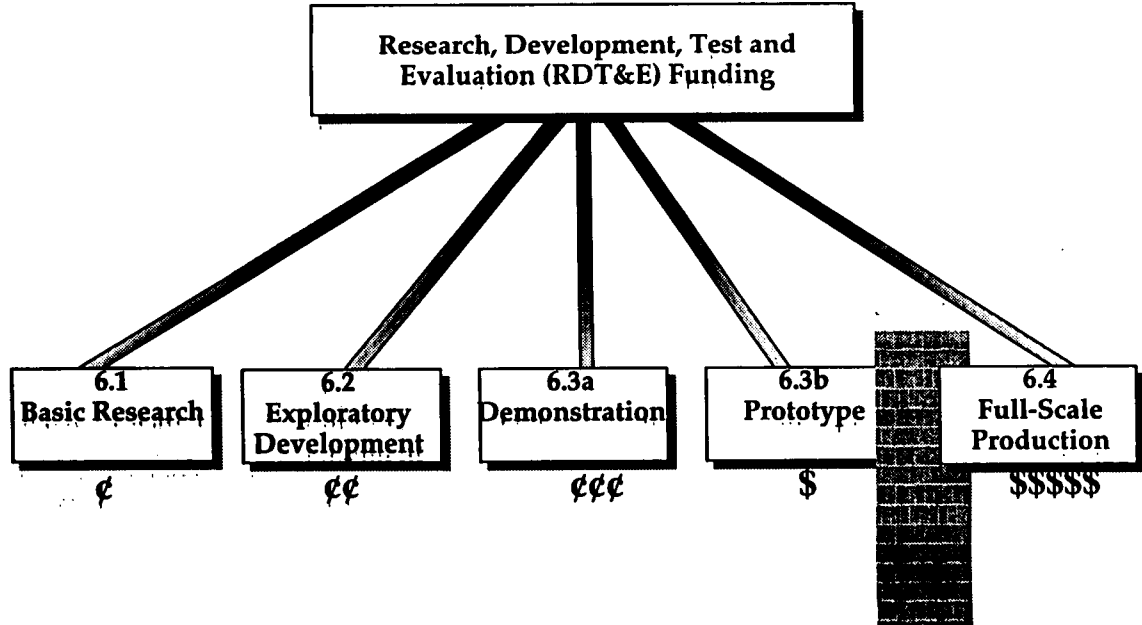 Research, Development, Test and
Evaluation (RDT&E) Funding
6.1
Basic Research
¢
6.2
Exploratory
Development
¢¢
6.3a
Demonstration
¢¢¢
6.3b
Prototype
$
6.4
Full-Scale
Production
$$$$$